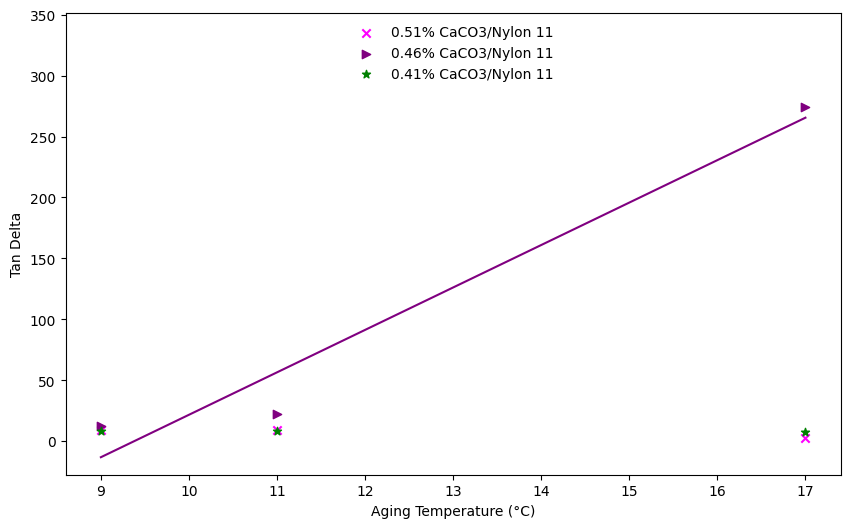 350
300
250
200
150
100
50
0
Tan Delta
0.51% CaCO3/Nylon 11
0.46% CaCO3/Nylon 11
0.41% CaCO3/Nylon 11
9 10 11 12 13 14 15 16 17
Aging Temperature (°C)